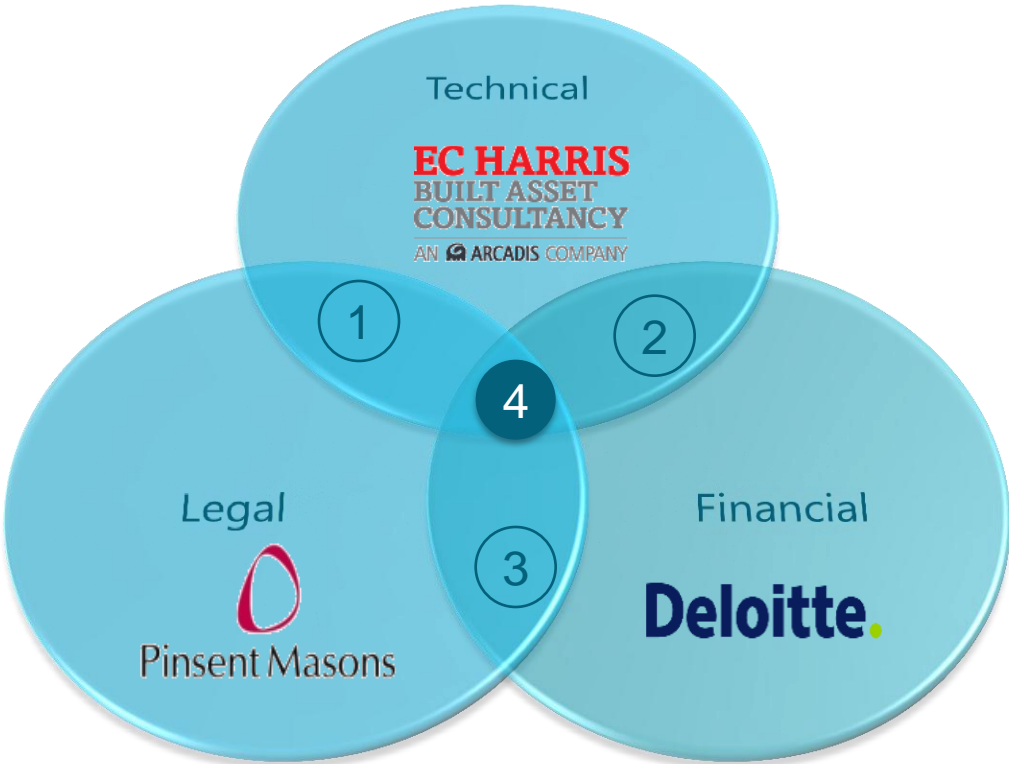 Technical
EC HARRIS
BUILT ASSET
CONSULTANCY
AN ARCADIS COMPANY
1
2
4
Legal
Financial
3
Deloitte.
Pinsent Masons